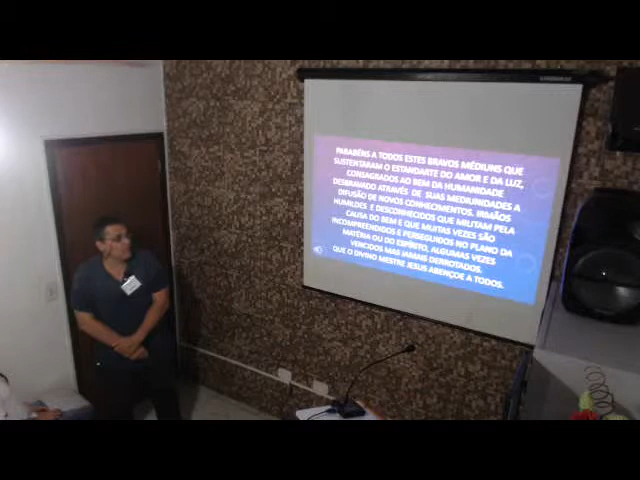 PARABÉNS A TODOS ESTES BRAVOS MÉDIUNS QUE
SUSTENTARAM O ESTANDARTE DO AMOR E DA LUZ,
CONSAGRADOS AO BEM DA HUMANIDADE
DESBRAVADO ATRAVÉS DE SUAS MEDIUNIDADES A
DIFUSÃO DE NOVOS CONHECIMENTOS. IRMÃOS
HUMILDES E DESCONHECIDOS QUE MILITAM PELA
CAUSA DO BEM E QUE MUITAS VEZES SÃO
INCOMPREENDIDOS E PERSEGUIDOS NO PLANO DA
MATÉRIA OU DO ESPÍRITO, ALGUMAS VEZES
VENCIDOS MAS JAMAIS DERROTADOS.
QUE O DIVINO MESTRE JESUS ABENÇOE A TODOS.